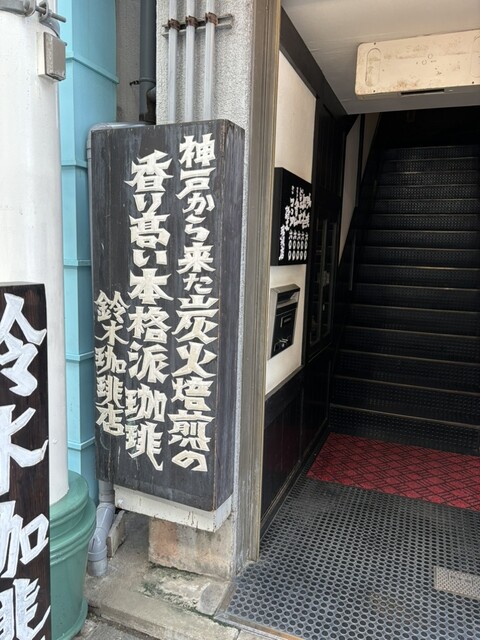 神戸から来た炭火焙煎の
香り高い本格派珈琲
鈴木珈琲店
鈴木珈琲